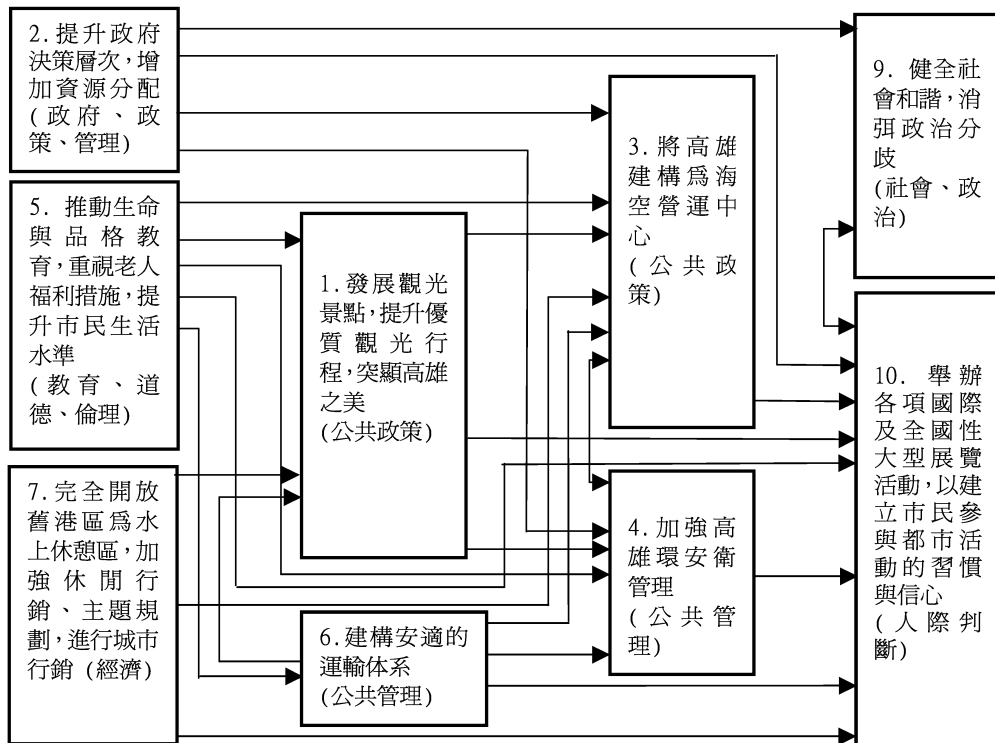 2.提升政府
決策層次，增
加資源分配
(政府、政
策、管理)
5. 推動生命
與品格教
育，重視老人
福利措施，提
升市民生活
水準
(教育、道
德、倫理)
7.完全開放
舊港區為水
上休憩區，加
強休閒行
銷、主題規
劃，進行城市
行銷(經濟)
1.發展觀光
景點，提升優
質觀光行
程，突顯高雄
之美
(公共政策)
6.建構安適的
運輸体系
(公共管理)
3.將高雄
建構為海
空營運中
心
(公共政
策)
4.加強高
雄環安衛
管理
(公共管
理)
9. 健全社
會和諧，消
弭政治分
歧
(社會、政
治)
10. 舉辦
各項國際
及全國性
大型展覽
活動，以建
立市民參
與都市活
動的習慣
與信心
(人際判
斷)